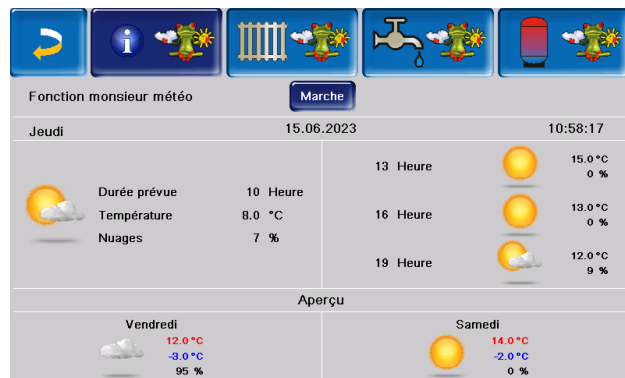 Fonction monsieur météo Marche
Jeudi 15.06.2023 10:58:17
Durée prévue 10 Heure
Température 8.0 °C
Nuages 7 %
13 Heure 15.0 °C
0 %
16 Heure 13.0 °C
0 %
19 Heure 12.0 °C
9 %
Aperçu
Vendredi
12.0 °C
-3.0 °C
95 %
Samedi
14.0 °C
-2.0 °C
0 %